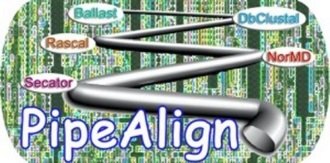 Ballast
DbClustal
Rascal
NorMD
Secator
PipeAlign